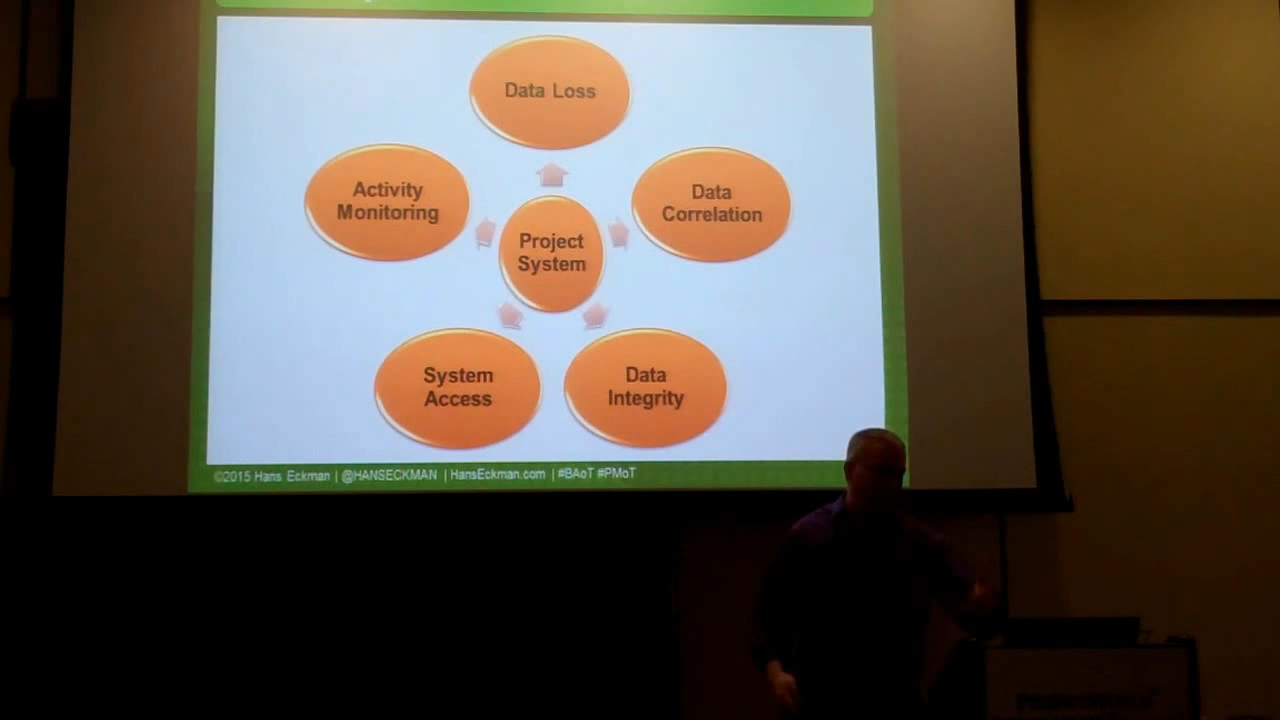 Data Loss
Activity
Monitoring
Data
Correlation
Project
System
System
Access
Data
Integrity
©2015 Hans Eckman | @HANSECKMAN | HansEckman.com | #BAoT #PMoT